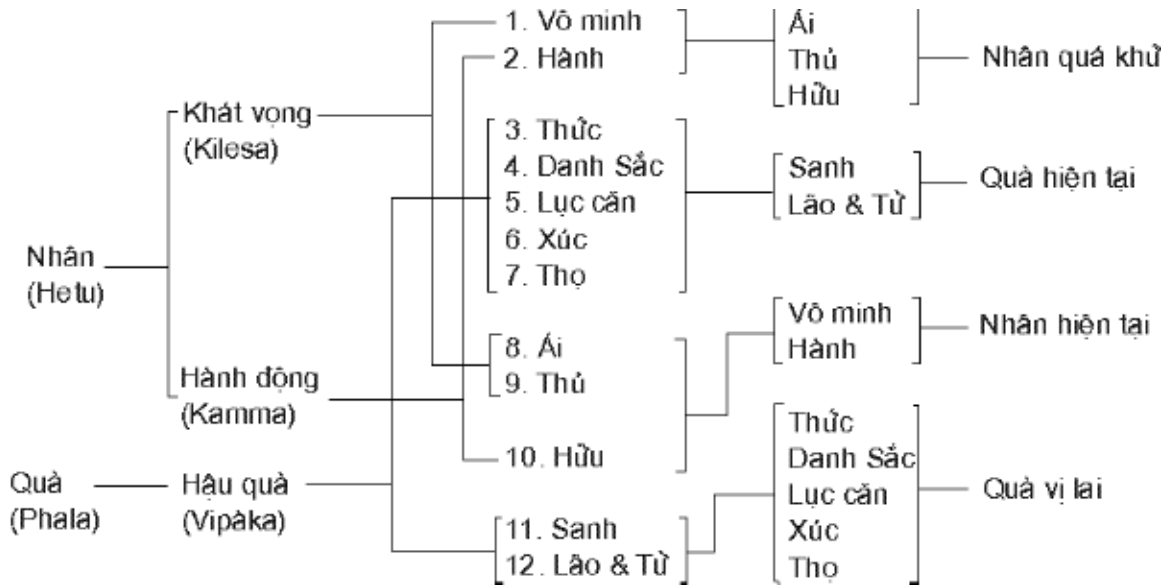 Nhân
(Hetu)
Quả
(Phala)
Khát vọng
(Kilesa)
Hành động
(Kamma)
Hậu quả
(Vipàka)
1. Vô minh
2. Hành
3. Thức
4. Danh Sắc
5. Lục căn
6. Xúc
7. Thọ
8. Ái
9. Thủ
10. Hữu
11. Sanh
12. Lão & Tử
Ái
Thủ
Hữu
Sanh
Lão & Tử
Vô minh
Hành
Thức
Danh Sắc
Lục căn
Xúc
Thọ
Nhân quá khứ
Quả hiện tại
Nhân hiện tại
Quả vị lai